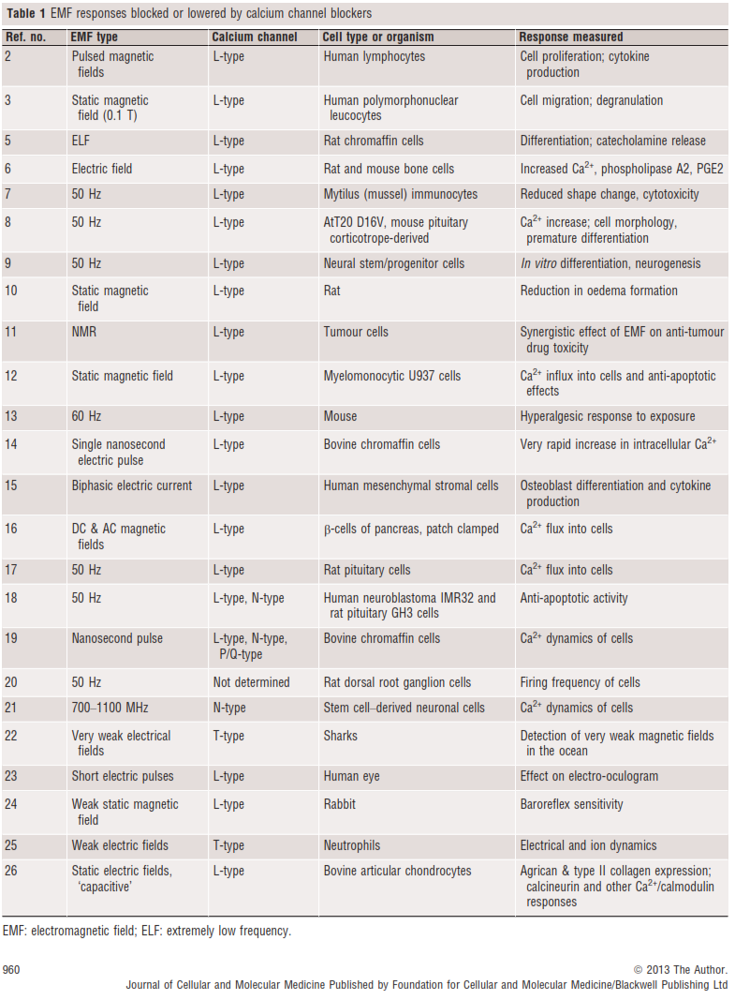 Table 1 EMF responses blocked or lowered by calcium channel blockers
Ref. no. EMF type Calcium channel Cell type or organism Response measured
2 Pulsed magnetic L-type Human lymphocytes Cell proliferation; cytokine
fields production
3 Static magnetic L-type Human polymorphonuclear Cell migration; degranulation
field (0.1 T) leucocytes
5 ELF L-type Rat chromaffin cells Differentiation; catecholamine release
6 Electric field L-type Rat and mouse bone cells Increased Ca²⁺, phospholipase A2, PGE2
7 50 Hz L-type Mytilus (mussel) immunocytes Reduced shape change, cytotoxicity
8 50 Hz L-type AtT20 D16V, mouse pituitary Ca²⁺ increase; cell morphology,
corticotrope-derived premature differentiation
9 50 Hz L-type Neural stem/progenitor cells In vitro differentiation, neurogenesis
10 Static magnetic L-type Rat Reduction in oedema formation
field
11 NMR L-type Tumour cells Synergistic effect of EMF on anti-tumour
drug toxicity
12 Static magnetic field L-type Myelomonocytic U937 cells Ca²⁺ influx into cells and anti-apoptotic
effects
13 60 Hz L-type Mouse Hyperalgesic response to exposure
14 Single nanosecond L-type Bovine chromaffin cells Very rapid increase in intracellular Ca²⁺
electric pulse
15 Biphasic electric current L-type Human mesenchymal stromal cells Osteoblast differentiation and cytokine
production
16 DC & AC magnetic L-type β-cells of pancreas, patch clamped Ca²⁺ flux into cells
fields
17 50 Hz L-type Rat pituitary cells Ca²⁺ flux into cells
18 50 Hz L-type, N-type Human neuroblastoma IMR32 and Anti-apoptotic activity
rat pituitary GH3 cells
19 Nanosecond pulse L-type, N-type, Bovine chromaffin cells Ca²⁺ dynamics of cells
P/Q-type
20 50 Hz Not determined Rat dorsal root ganglion cells Firing frequency of cells
21 700–1100 MHz N-type Stem cell–derived neuronal cells Ca²⁺ dynamics of cells
22 Very weak electrical T-type Sharks Detection of very weak magnetic fields
fields in the ocean
23 Short electric pulses L-type Human eye Effect on electro-oculogram
24 Weak static magnetic L-type Rabbit Baroreflex sensitivity
field
25 Weak electric fields T-type Neutrophils Electrical and ion dynamics
26 Static electric fields, L-type Bovine articular chondrocytes Agrican & type II collagen expression;
‘capacitive’ calcineurin and other Ca²⁺/calmodulin
responses
EMF: electromagnetic field; ELF: extremely low frequency.
960 © 2013 The Author.
Journal of Cellular and Molecular Medicine Published by Foundation for Cellular and Molecular Medicine/Blackwell Publishing Ltd